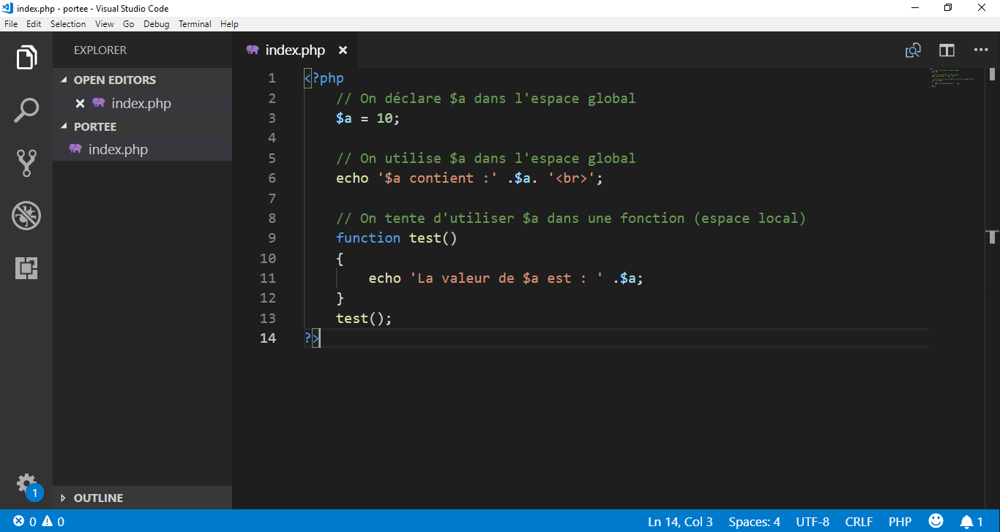 index.php - portee - Visual Studio Code
File Edit Selection View Go Debug Terminal Help
EXPLORER
OPEN EDITORS
index.php
PORTEE
index.php
OUTLINE
index.php
1 <?php
2 // On déclare $a dans l'espace global
3 $a = 10;
4
5 // On utilise $a dans l'espace global
6 echo '$a contient :' .$a. '<br>';
7
8 // On tente d'utiliser $a dans une fonction (espace local)
9 function test()
10 {
11 echo 'La valeur de $a est : ' .$a;
12 }
13 test();
14 ?>
1
0 0 Ln 14, Col 3 Spaces: 4 UTF-8 CRLF PHP 1